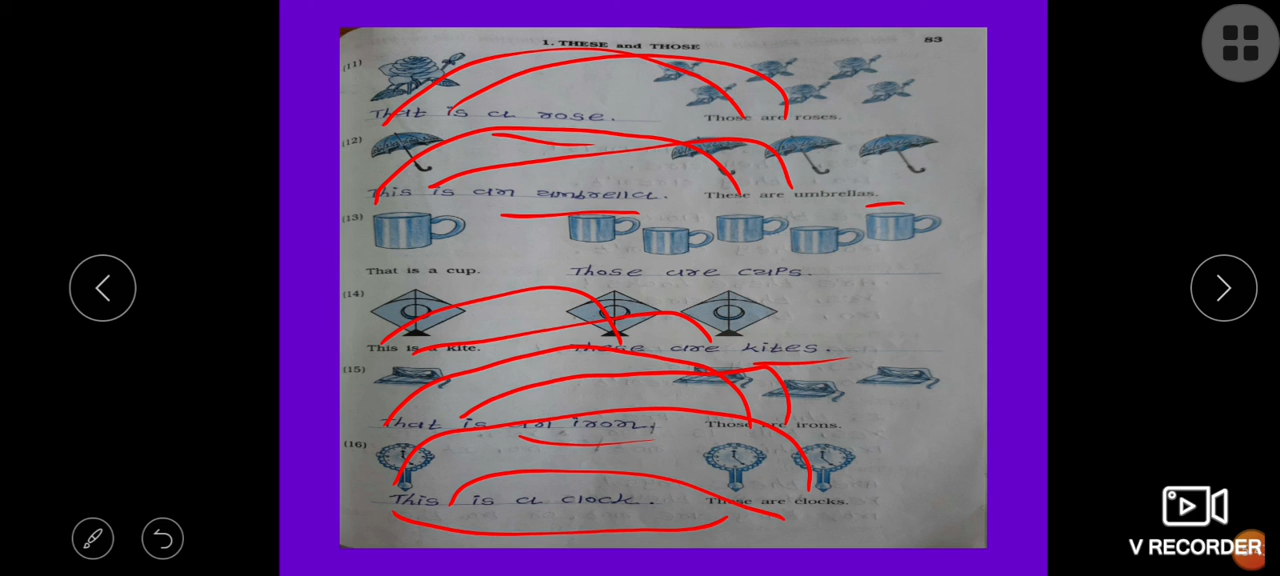 1. THESE and THOSE 83
(11)
That is a rose. Those are roses.
(12)
This is an umbrella. These are umbrellas.
(13)
That is a cup. Those are cups.
(14)
This is a kite. These are kites.
(15)
That is an iron. Those are irons.
(16)
This is a clock. These are clocks.
V RECORDER